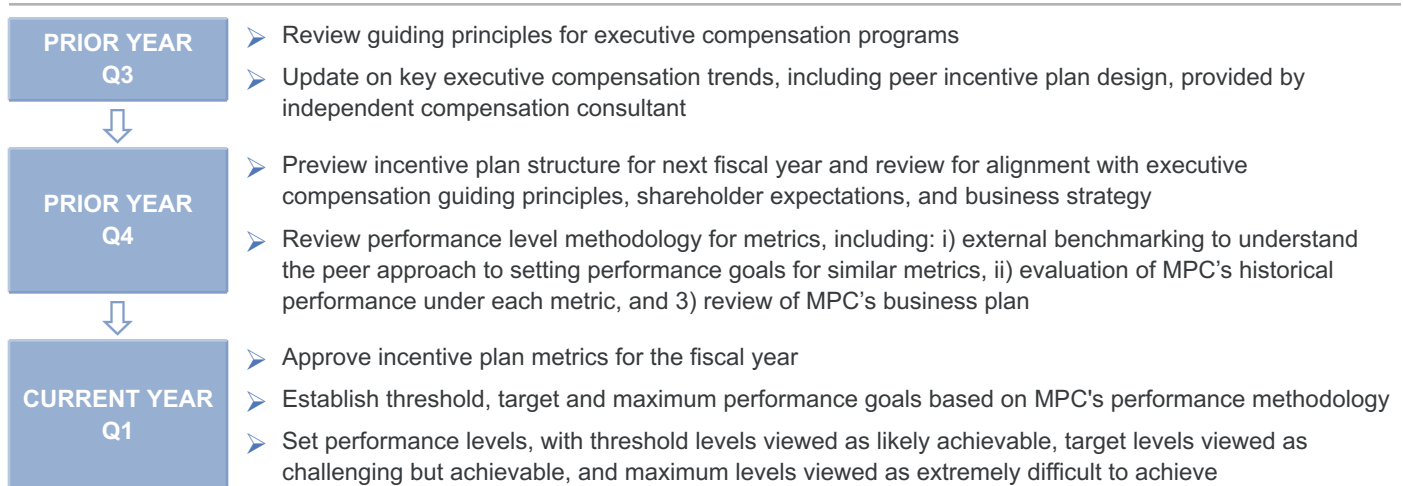 PRIOR YEAR
Q3
➢ Review guiding principles for executive compensation programs
➢ Update on key executive compensation trends, including peer incentive plan design, provided by
independent compensation consultant
PRIOR YEAR
Q4
➢ Preview incentive plan structure for next fiscal year and review for alignment with executive
compensation guiding principles, shareholder expectations, and business strategy
➢ Review performance level methodology for metrics, including: i) external benchmarking to understand
the peer approach to setting performance goals for similar metrics, ii) evaluation of MPC’s historical
performance under each metric, and 3) review of MPC’s business plan
CURRENT YEAR
Q1
➢ Approve incentive plan metrics for the fiscal year
➢ Establish threshold, target and maximum performance goals based on MPC's performance methodology
➢ Set performance levels, with threshold levels viewed as likely achievable, target levels viewed as
challenging but achievable, and maximum levels viewed as extremely difficult to achieve